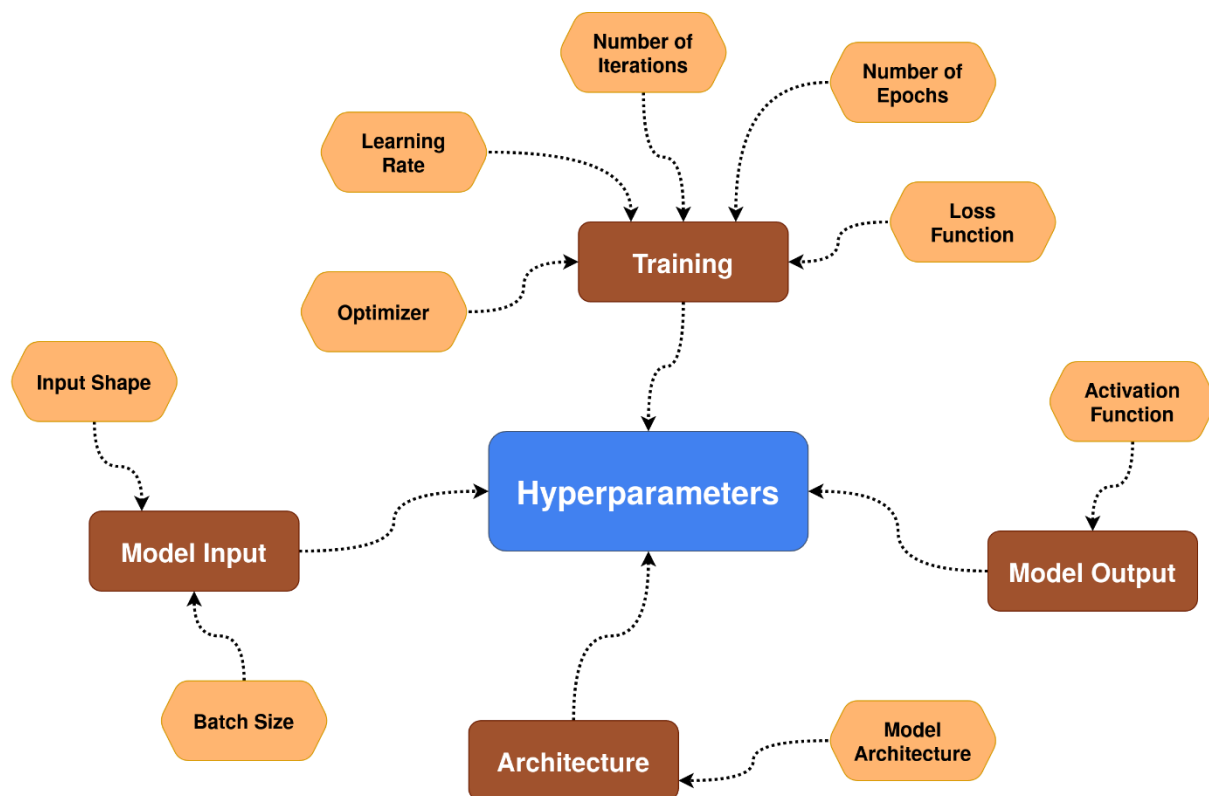 Number of
Iterations
Number of
Epochs
Learning
Rate
Loss
Function
Training
Optimizer
Input Shape
Activation
Function
Hyperparameters
Model Input
Model Output
Batch Size
Model
Architecture
Architecture